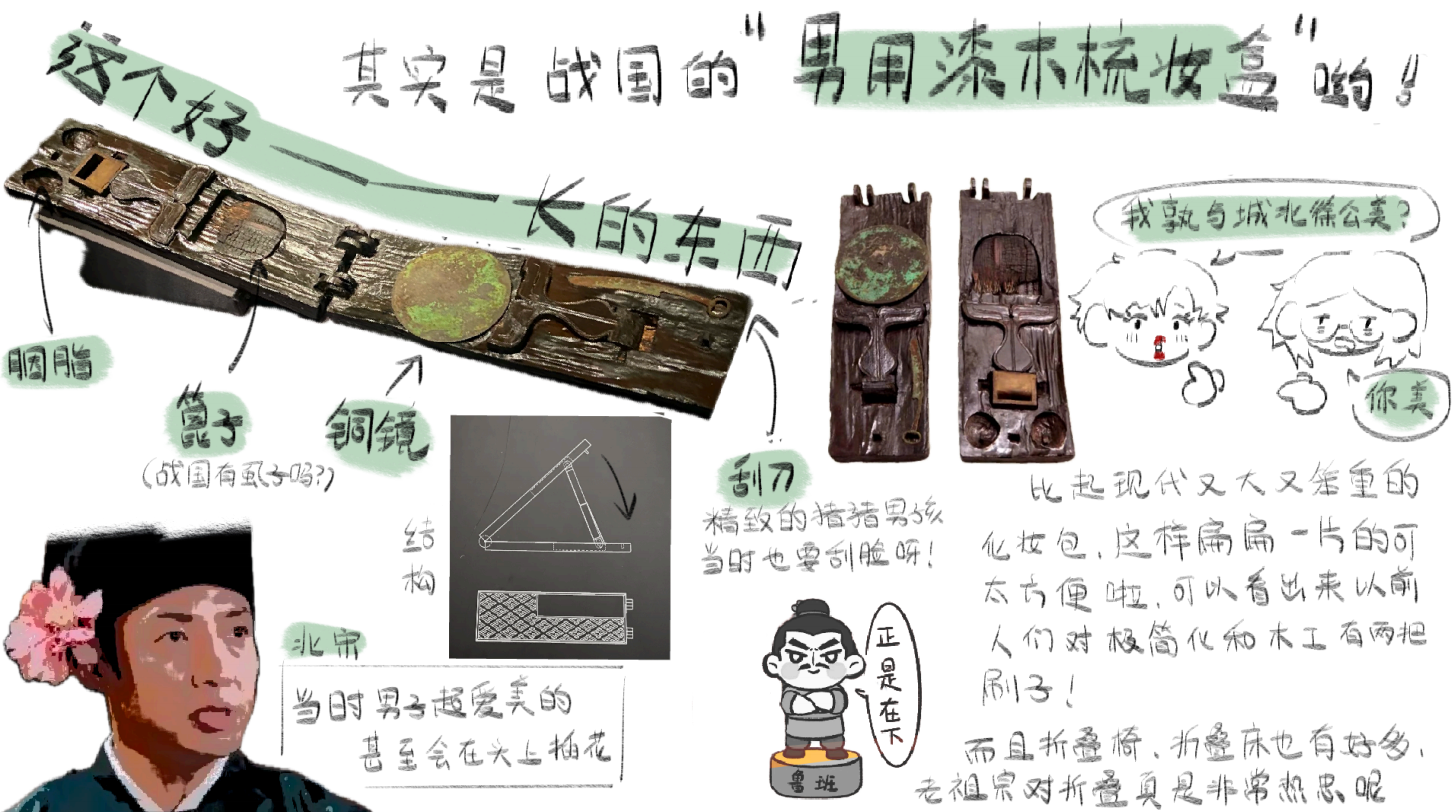 这个好——长的东西
其实是战国的“男用漆木梳妆盒”哟!!
胭脂
篦子
(战国有虱子吗?)
铜镜
刮刀
精致的猪猪男孩
当时也要刮脸呀!
结
构
我孰与城北徐公美?
你美
比起现代又大又笨重的
化妆包,这样扁扁一片的可
太方便啦,可以看出来以前
人们对极简化和木工有两把
刷子!
而且折叠椅、折叠床也有好多,
老祖宗对折叠真是非常热忠呢
北宋
当时男子超爱美的
甚至会在头上插花
正是在下
鲁班